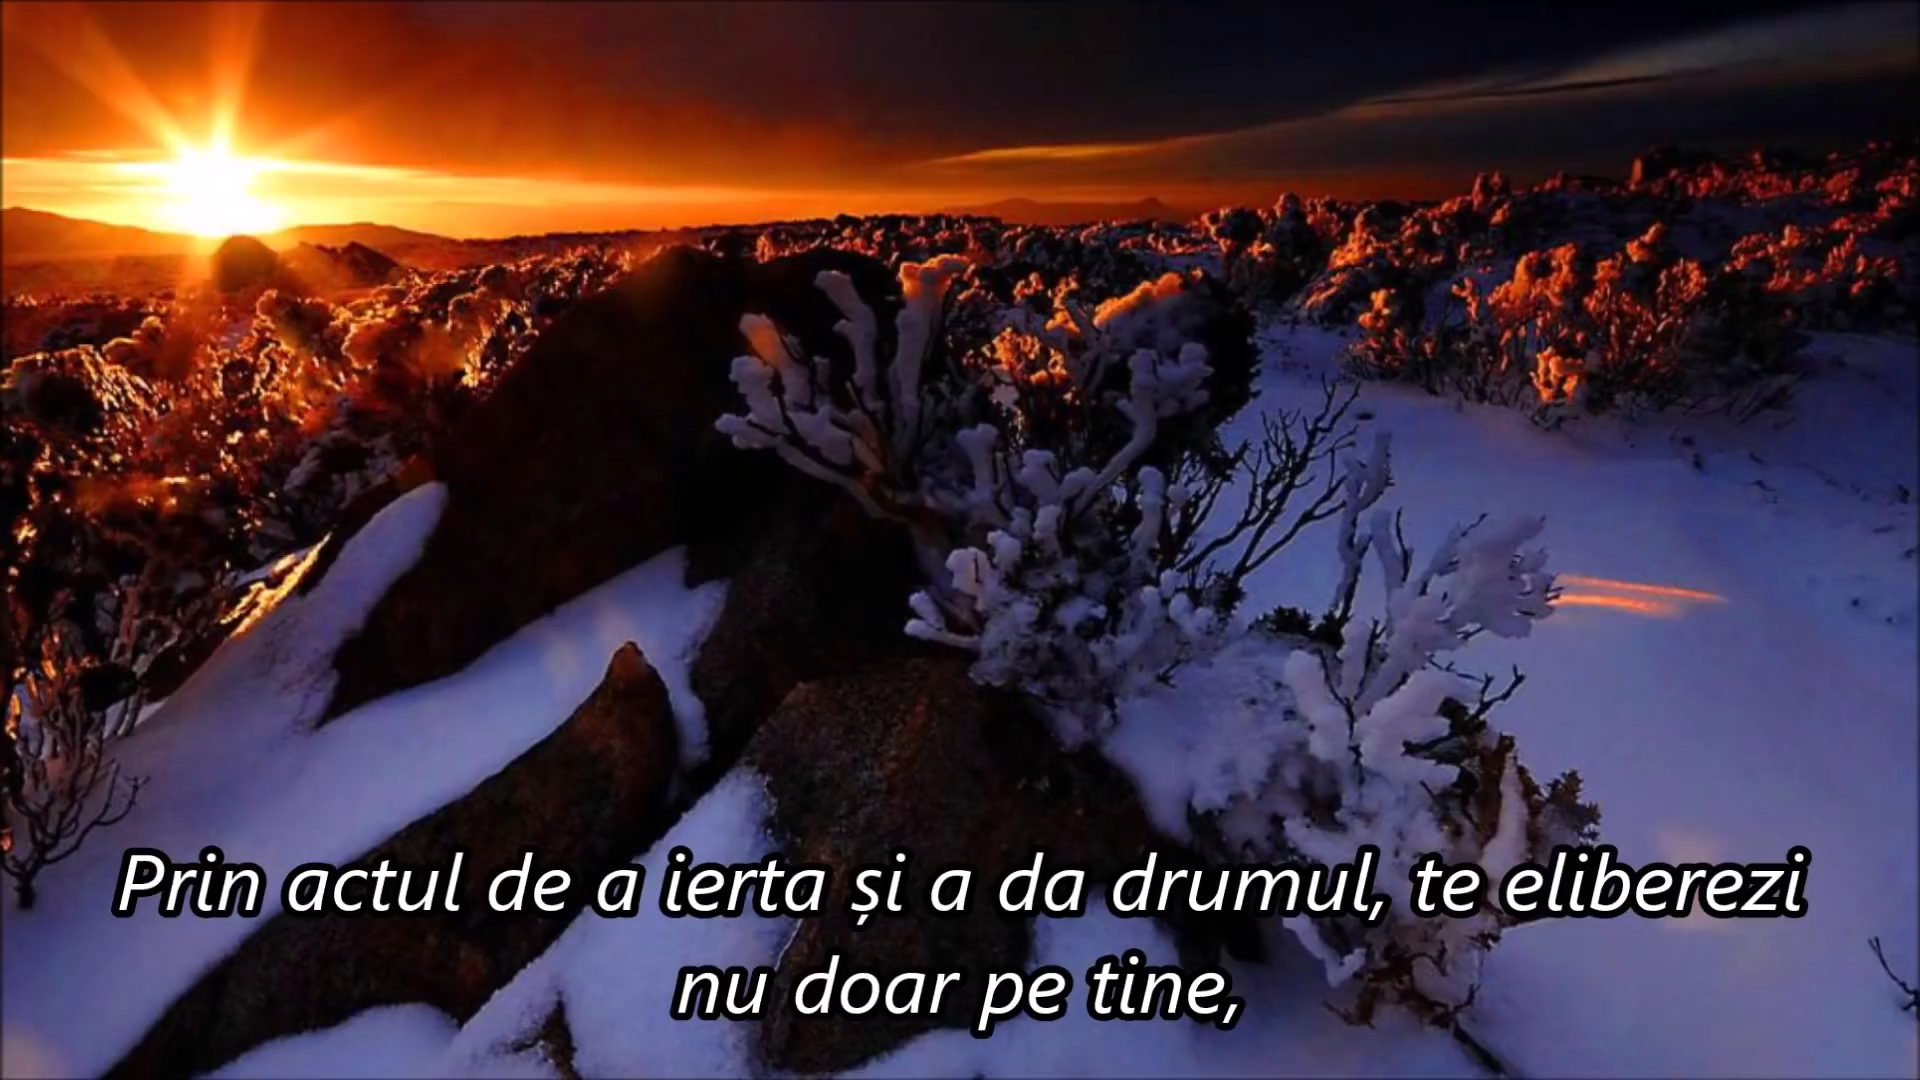 Prin actul de a ierta și a da drumul, te eliberezi
nu doar pe tine,